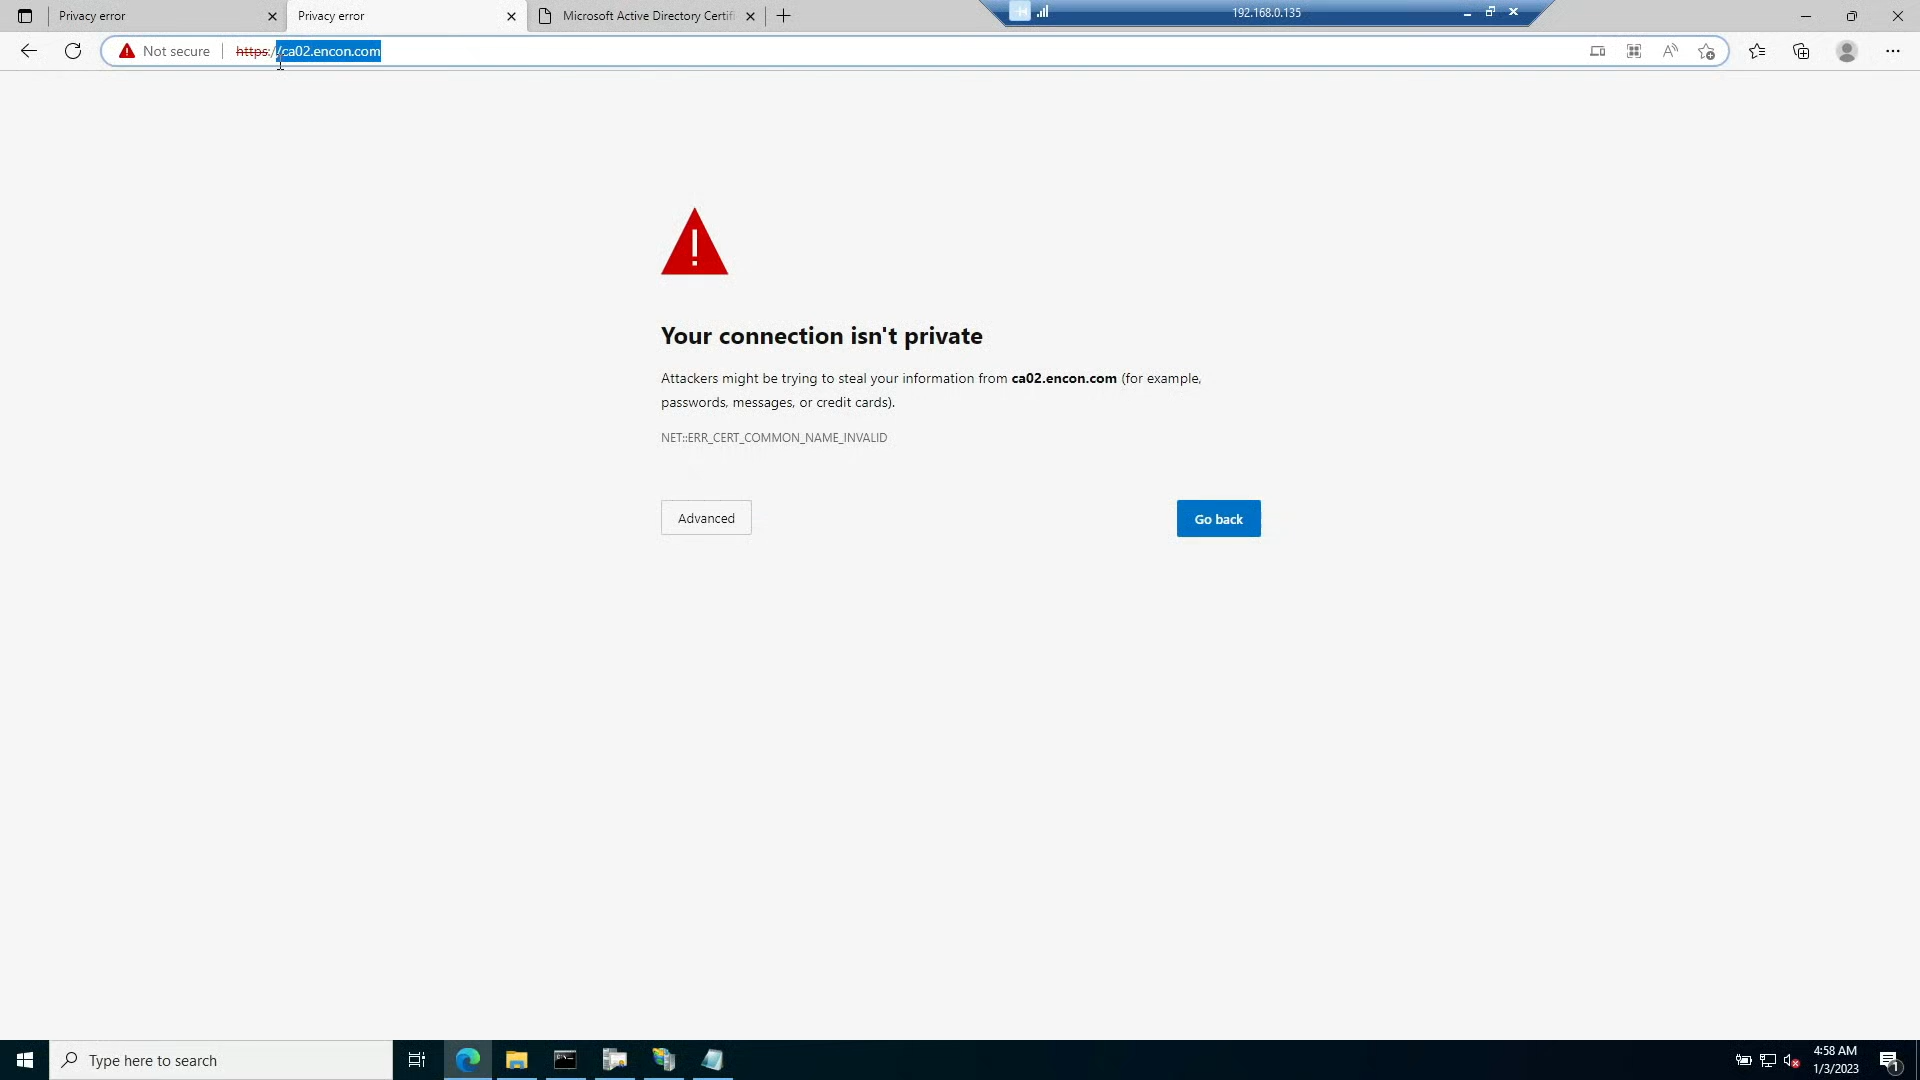 Privacy error
Privacy error
Microsoft Active Directory Certifi
192.168.0.135
Not secure
https://ca02.encon.com
Your connection isn't private
Attackers might be trying to steal your information from ca02.encon.com (for example,
passwords, messages, or credit cards).
NET::ERR_CERT_COMMON_NAME_INVALID
Advanced
Go back
Type here to search
4:58 AM
1/3/2023
1